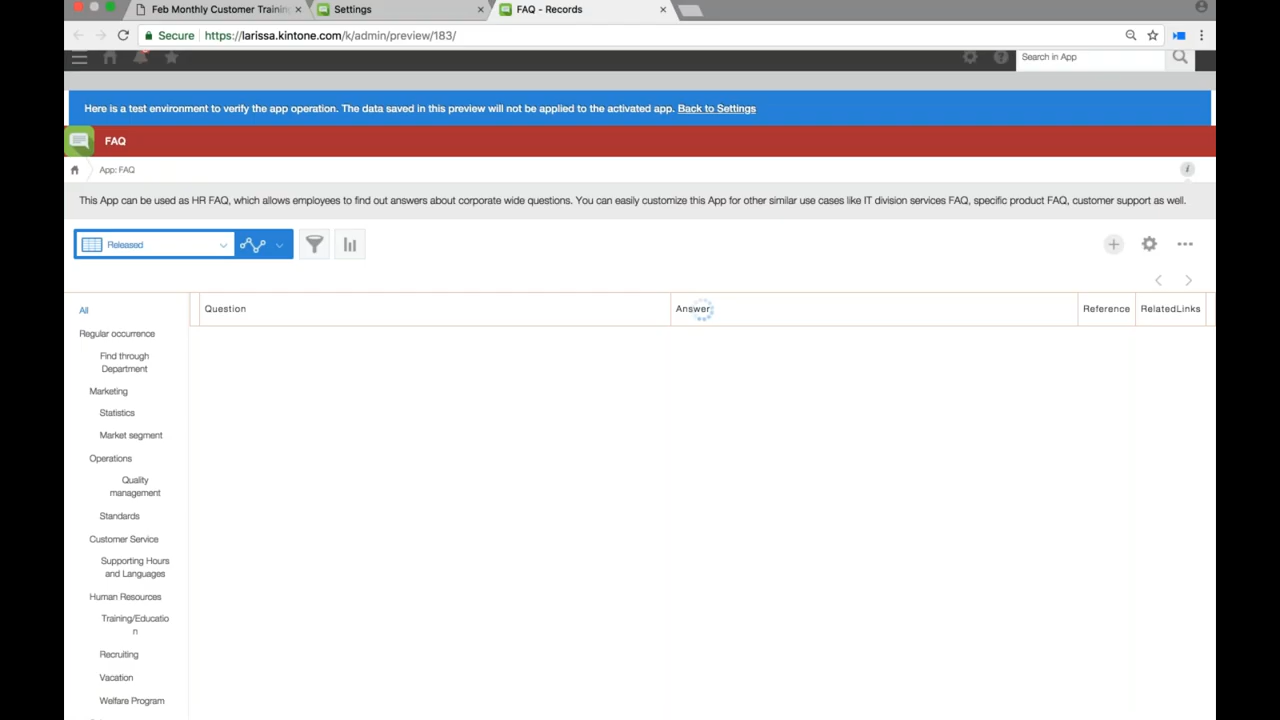 Feb Monthly Customer Training
Settings
FAQ - Records
Secure
https://larissa.kintone.com/k/admin/preview/183/
Search in App
Here is a test environment to verify the app operation. The data saved in this preview will not be applied to the activated app. Back to Settings
FAQ
App: FAQ
This App can be used as HR FAQ, which allows employees to find out answers about corporate wide questions. You can easily customize this App for other similar use cases like IT division services FAQ, specific product FAQ, customer support as well.
Released
Question
Answer
Reference
RelatedLinks
All
Regular occurrence
Find through
Department
Marketing
Statistics
Market segment
Operations
Quality
management
Standards
Customer Service
Supporting Hours
and Languages
Human Resources
Training/Educatio
n
Recruiting
Vacation
Welfare Program